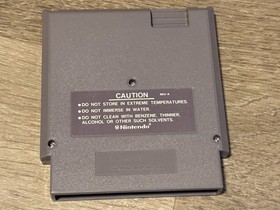 CAUTION
REV-A
●DO NOT STORE IN EXTREME TEMPERATURES.
●DO NOT IMMERSE IN WATER.
●DO NOT CLEAN WITH BENZENE, THINNER,
ALCOHOL OR OTHER SUCH SOLVENTS.
Nintendo